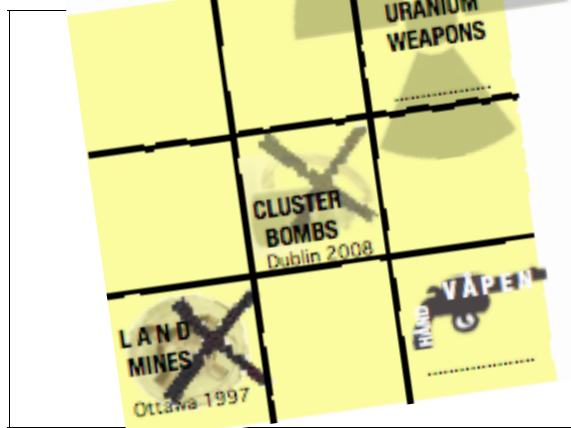 URANIUM
WEAPONS
CLUSTER
BOMBS
Dublin 2008
LAND
MINES
Ottawa 1997
HAND
VAPEN
G